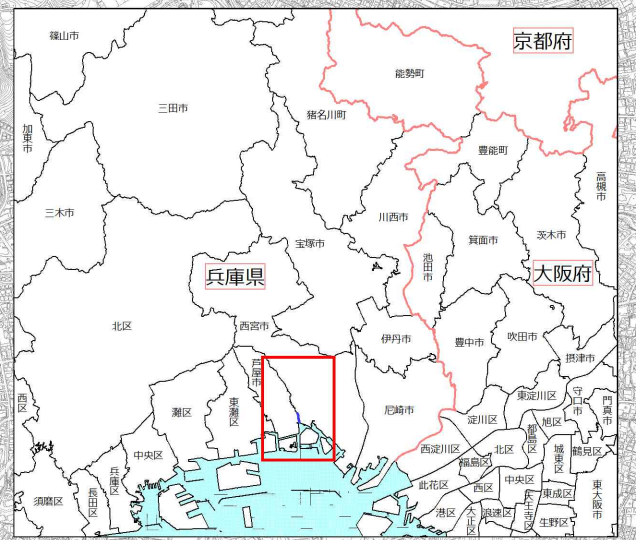 篠山市
京都府
能勢町
三田市
猪名川町
加東市
豊能町
高槻市
三木市
川西市
箕面市
茨木市
宝塚市
池田市
兵庫県
大阪府
北区
西宮市
伊丹市
豊中市
吹田市
摂津市
芦屋市
西区
灘区
東灘区
尼崎市
東淀川区
守口市
門真市
淀川区
都島区
旭区
中央区
西淀川区
北区
城東区
鶴見区
福島区
兵庫区
此花区
西区
中央区
東成区
東大阪市
須磨区
長田区
港区
大正区
浪速区
天王寺区
生野区